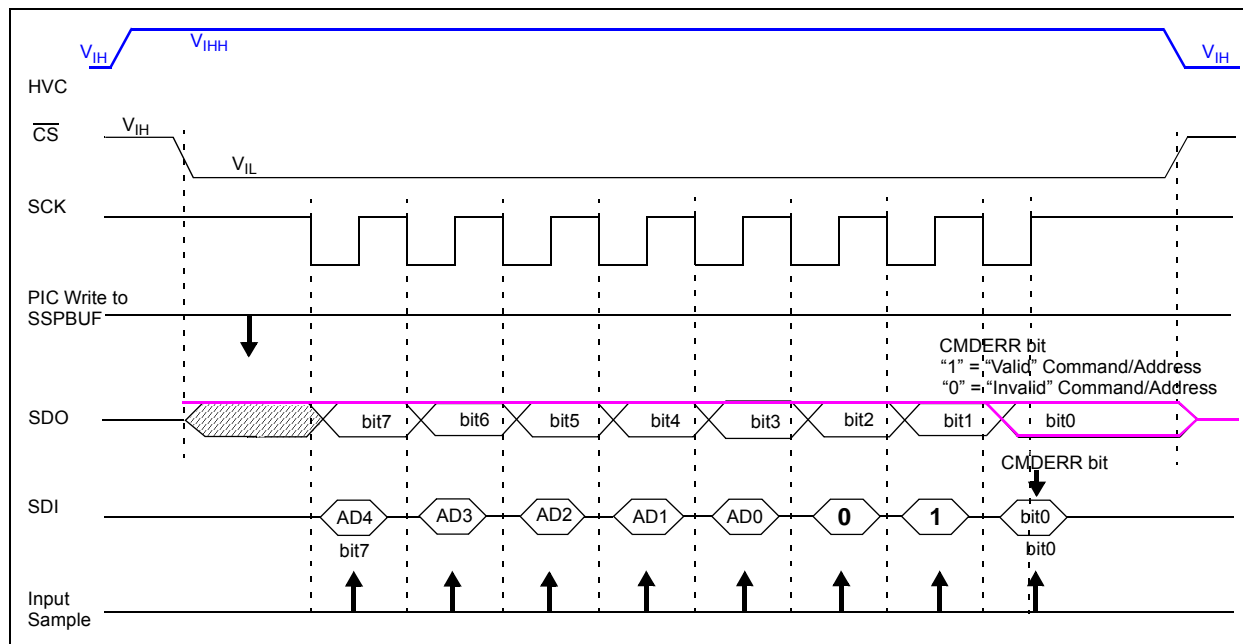 VIH VIHH VIH
HVC
CS VIH
VIL
SCK
PIC Write to
SSPBUF
CMDERR bit
“1” = “Valid” Command/Address
“0” = “Invalid” Command/Address
SDO bit7 bit6 bit5 bit4 bit3 bit2 bit1 bit0
CMDERR bit
SDI AD4 AD3 AD2 AD1 AD0 0 1 bit0
bit7 bit0
Input
Sample